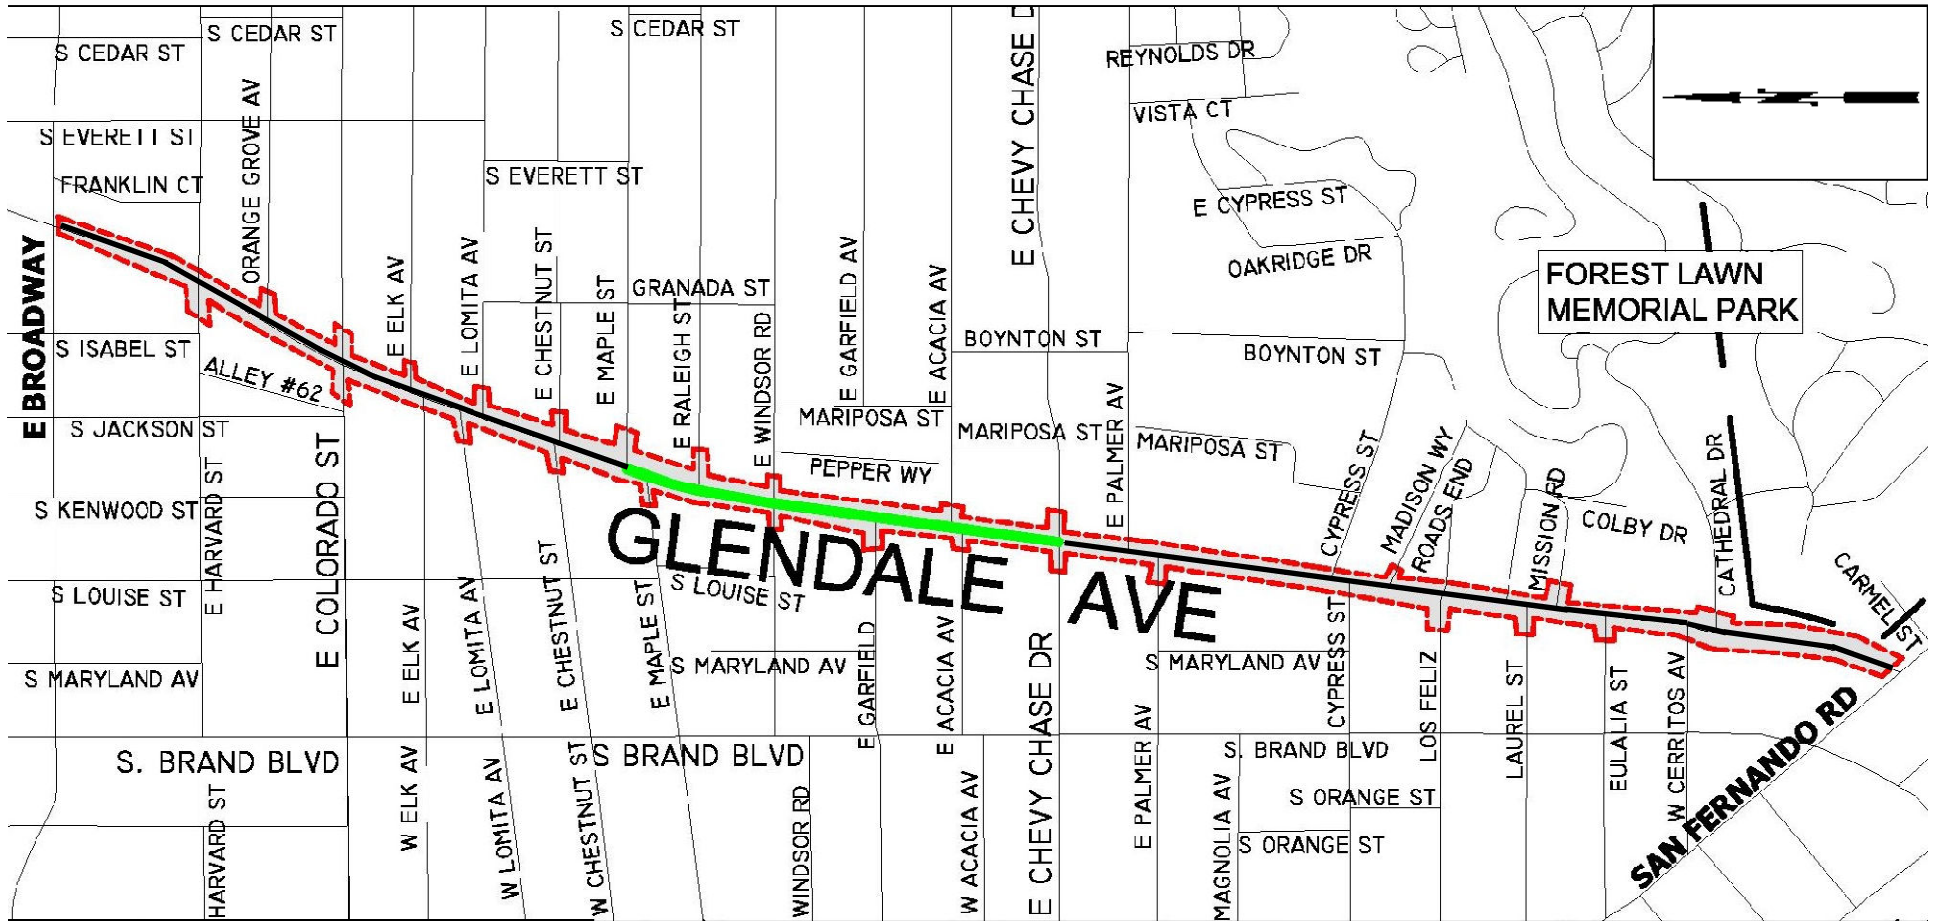 S CEDAR ST
S CEDAR ST
S CEDAR ST
E CHEVY CHASE D
REYNOLDS DR
VISTA CT
S EVERETT ST
ORANGE GROVE AV
FRANKLIN CT
S EVERETT ST
E CYPRESS ST
OAKRIDGE DR
FOREST LAWN
MEMORIAL PARK
E BROADWAY
E ELK AV
E LOMITA AV
E CHESTNUT ST
E MAPLE ST
GRANADA ST
E RALEIGH ST
E WINDSOR RD
E GARFIELD AV
E ACACIA AV
BOYNTON ST
BOYNTON ST
S ISABEL ST
ALLEY #62
S JACKSON ST
MARIPOSA ST
MARIPOSA ST
MARIPOSA ST
PEPPER WY
E PALMER AV
CYPRESS ST
MADISON WY
ROADS END
MISSION RD
COLBY DR
CATHEDRAL DR
CARMEL ST
S KENWOOD ST
E HARVARD ST
E COLORADO ST
GLENDALE AVE
S LOUISE ST
S LOUISE ST
E ELK AV
E LOMITA AV
E CHESTNUT ST
E MAPLE ST
S MARYLAND AV
S MARYLAND AV
S MARYLAND AV
E GARFIELD
E ACACIA AV
E CHEVY CHASE DR
E PALMER AV
CYPRESS ST
LOS FELIZ
LAUREL ST
EULALIA ST
W CERRITOS AV
SAN FERNANDO RD
S. BRAND BLVD
S BRAND BLVD
S. BRAND BLVD
HARVARD ST
W ELK AV
W LOMITA AV
W CHESTNUT ST
WINDSOR RD
W ACACIA AV
MAGNOLIA AV
S ORANGE ST
S ORANGE ST